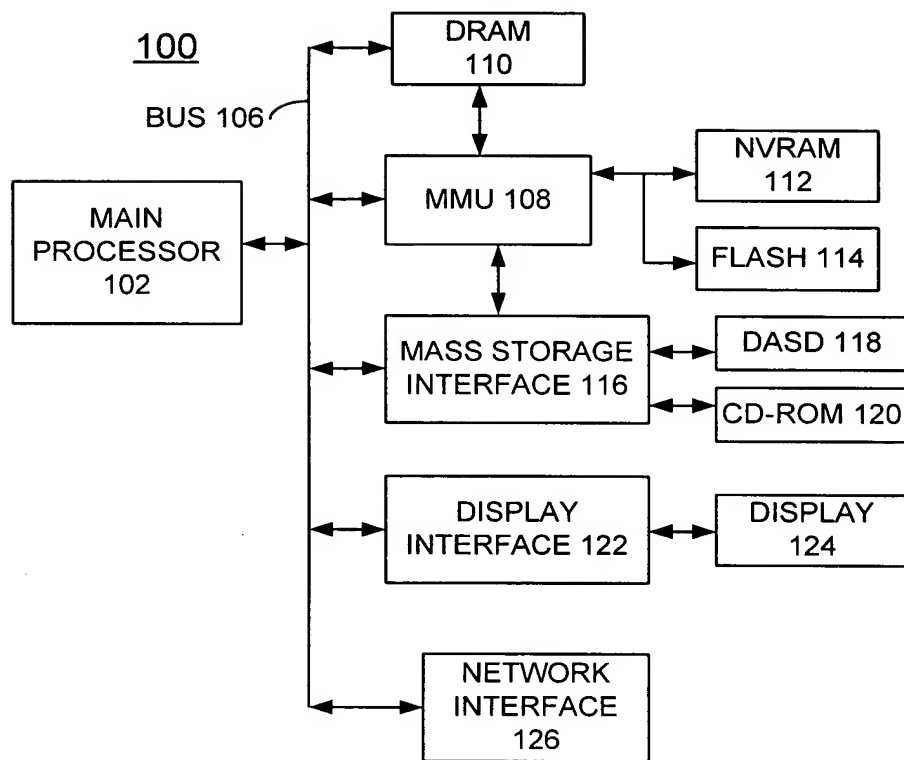 100
BUS 106
DRAM
110
MMU 108
NVRAM
112
FLASH 114
MAIN
PROCESSOR
102
MASS STORAGE
INTERFACE 116
DASD 118
CD-ROM 120
DISPLAY
INTERFACE 122
DISPLAY
124
NETWORK
INTERFACE
126